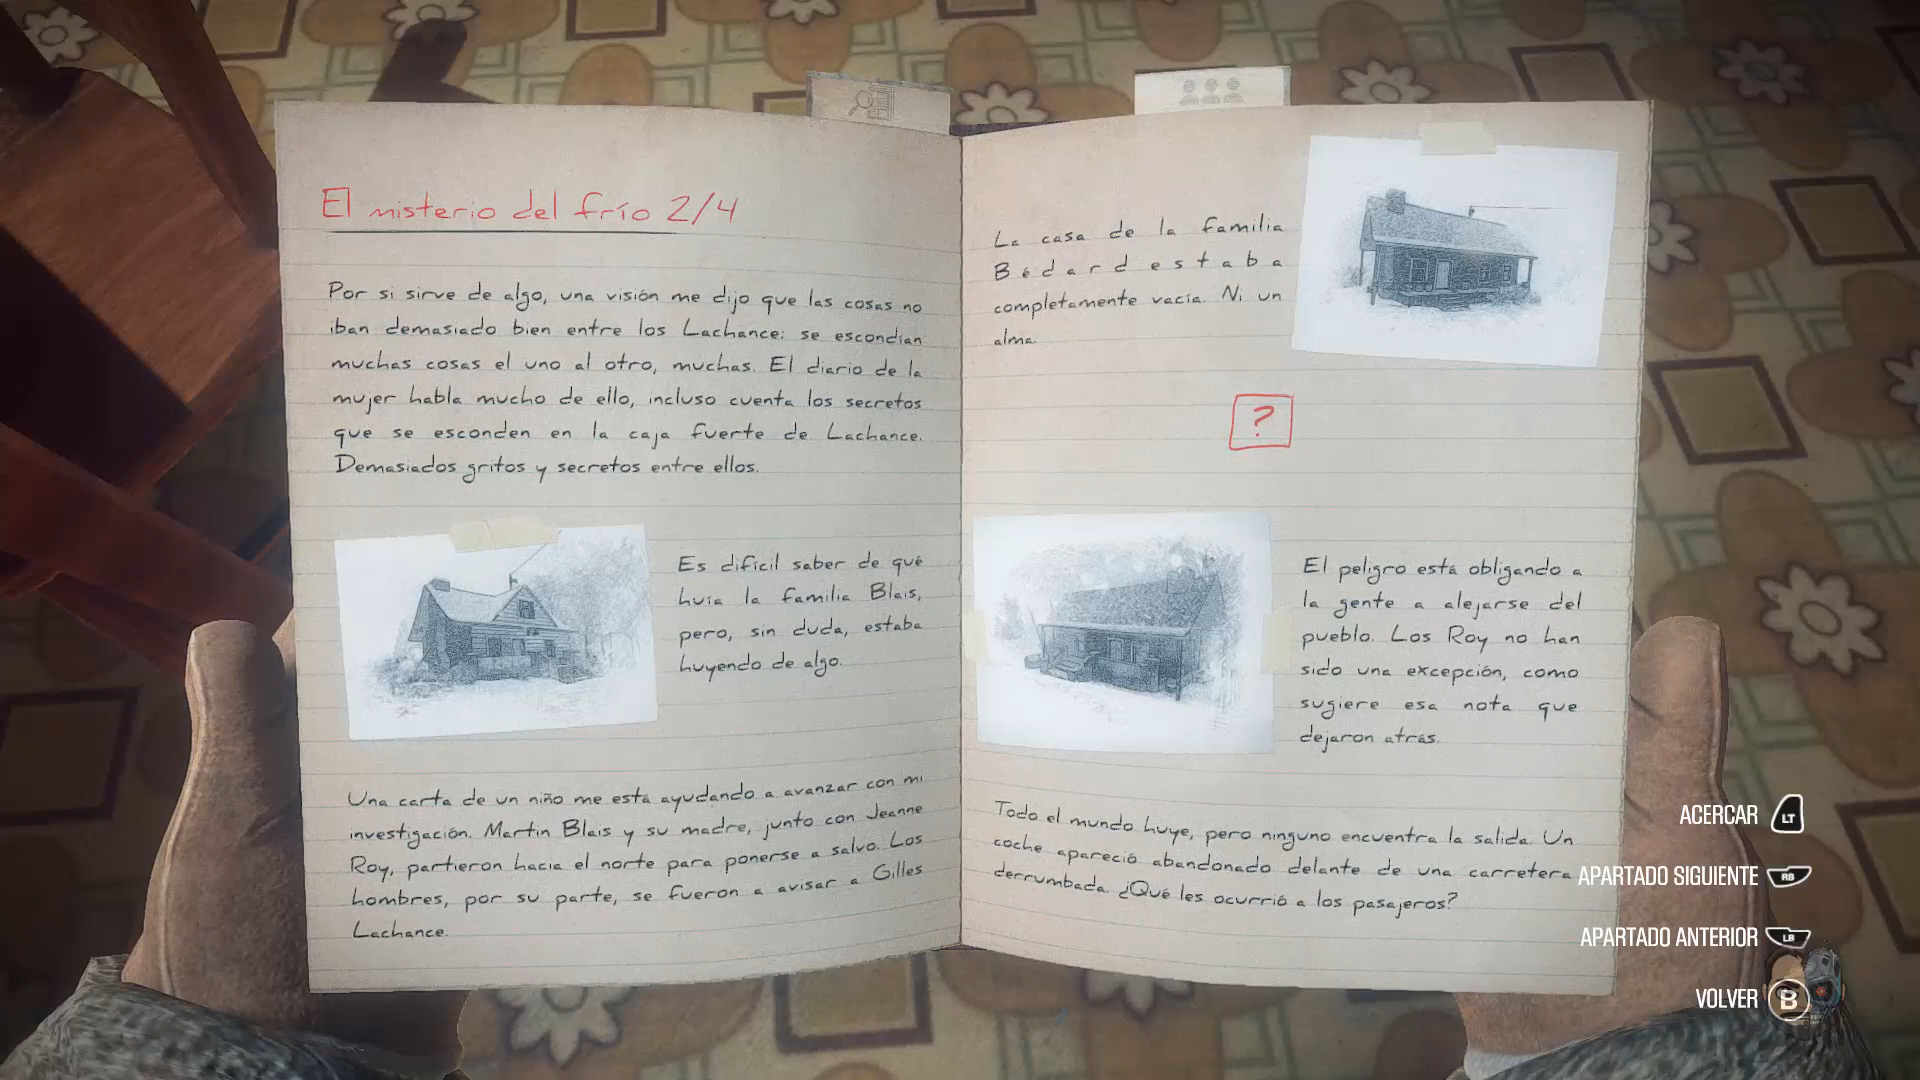 El misterio del frío 2/4
Por si sirve de algo, una visión me dijo que las cosas no
iban demasiado bien entre los Lachance: se escondían
muchas cosas el uno al otro, muchas. El diario de la
mujer habla mucho de ello, incluso cuenta los secretos
que se esconden en la caja fuerte de Lachance.
Demasiados gritos y secretos entre ellos.
Es difícil saber de qué
huía la familia Blais,
pero, sin duda, estaba
huyendo de algo.
Una carta de un niño me está ayudando a avanzar con mi
investigación. Martin Blais y su madre, junto con Jeanne
Roy, partieron hacia el norte para ponerse a salvo. Los
hombres, por su parte, se fueron a avisar a Gilles
Lachance.
La casa de la familia
Bédard estaba
completamente vacía. Ni un
alma.
?
El peligro está obligando a
la gente a alejarse del
pueblo. Los Roy no han
sido una excepción, como
sugiere esa nota que
dejaron atrás.
Todo el mundo huye, pero ninguno encuentra la salida. Un
coche apareció abandonado delante de una carretera
derrumbada. ¿Qué les ocurrió a los pasajeros?
ACERCAR LT
APARTADO SIGUIENTE RB
APARTADO ANTERIOR LB
VOLVER B